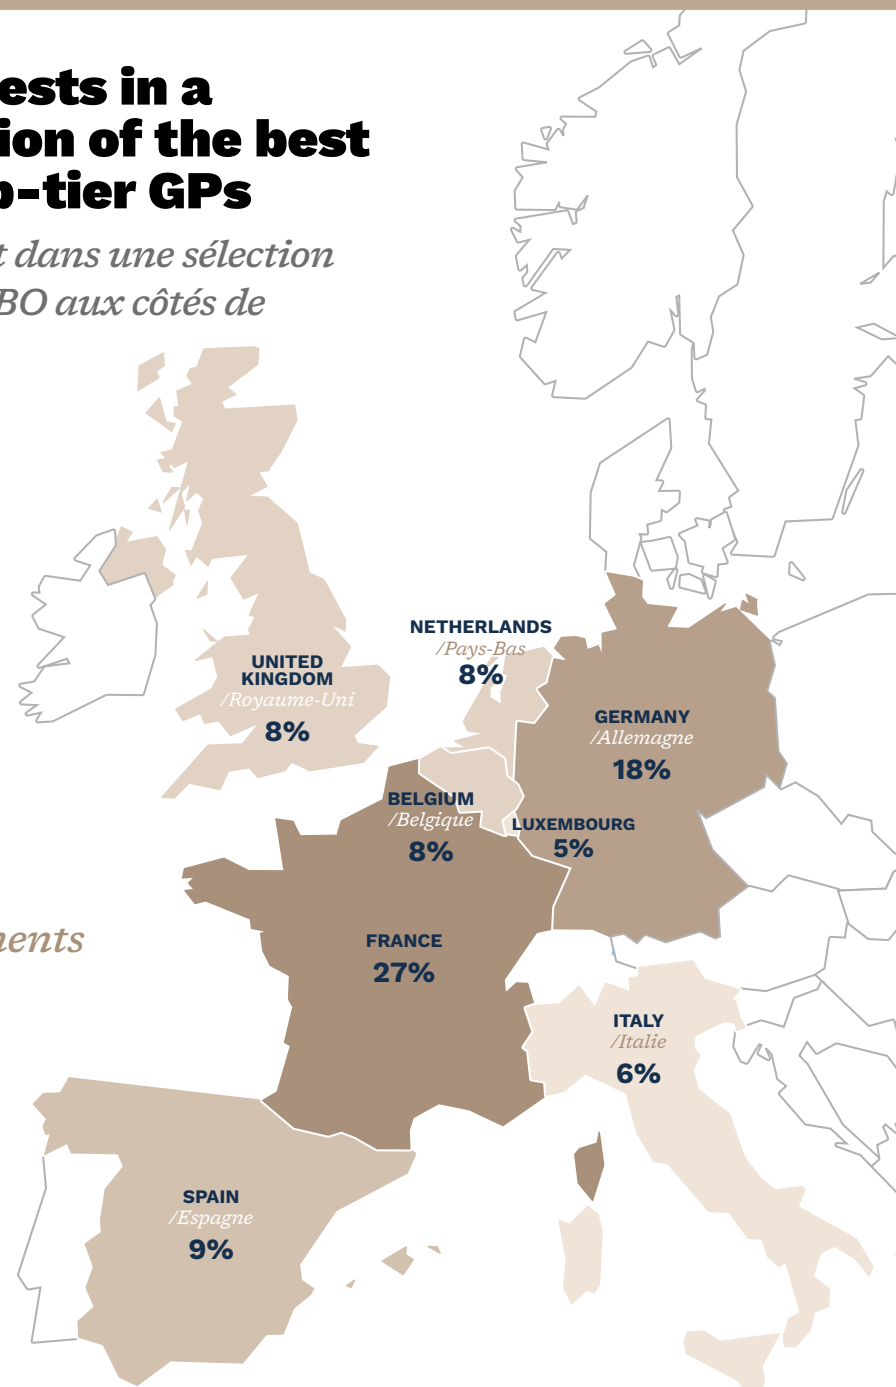 ests in a
ion of the best
p-tier GPs
t dans une sélection
BO aux côtés de
NETHERLANDS
/Pays-Bas
8%
UNITED
KINGDOM
/Royaume-Uni
8%
GERMANY
/Allemagne
18%
BELGIUM
/Belgique
8%
LUXEMBOURG
5%
FRANCE
27%
nents
ITALY
/Italie
6%
SPAIN
/Espagne
9%